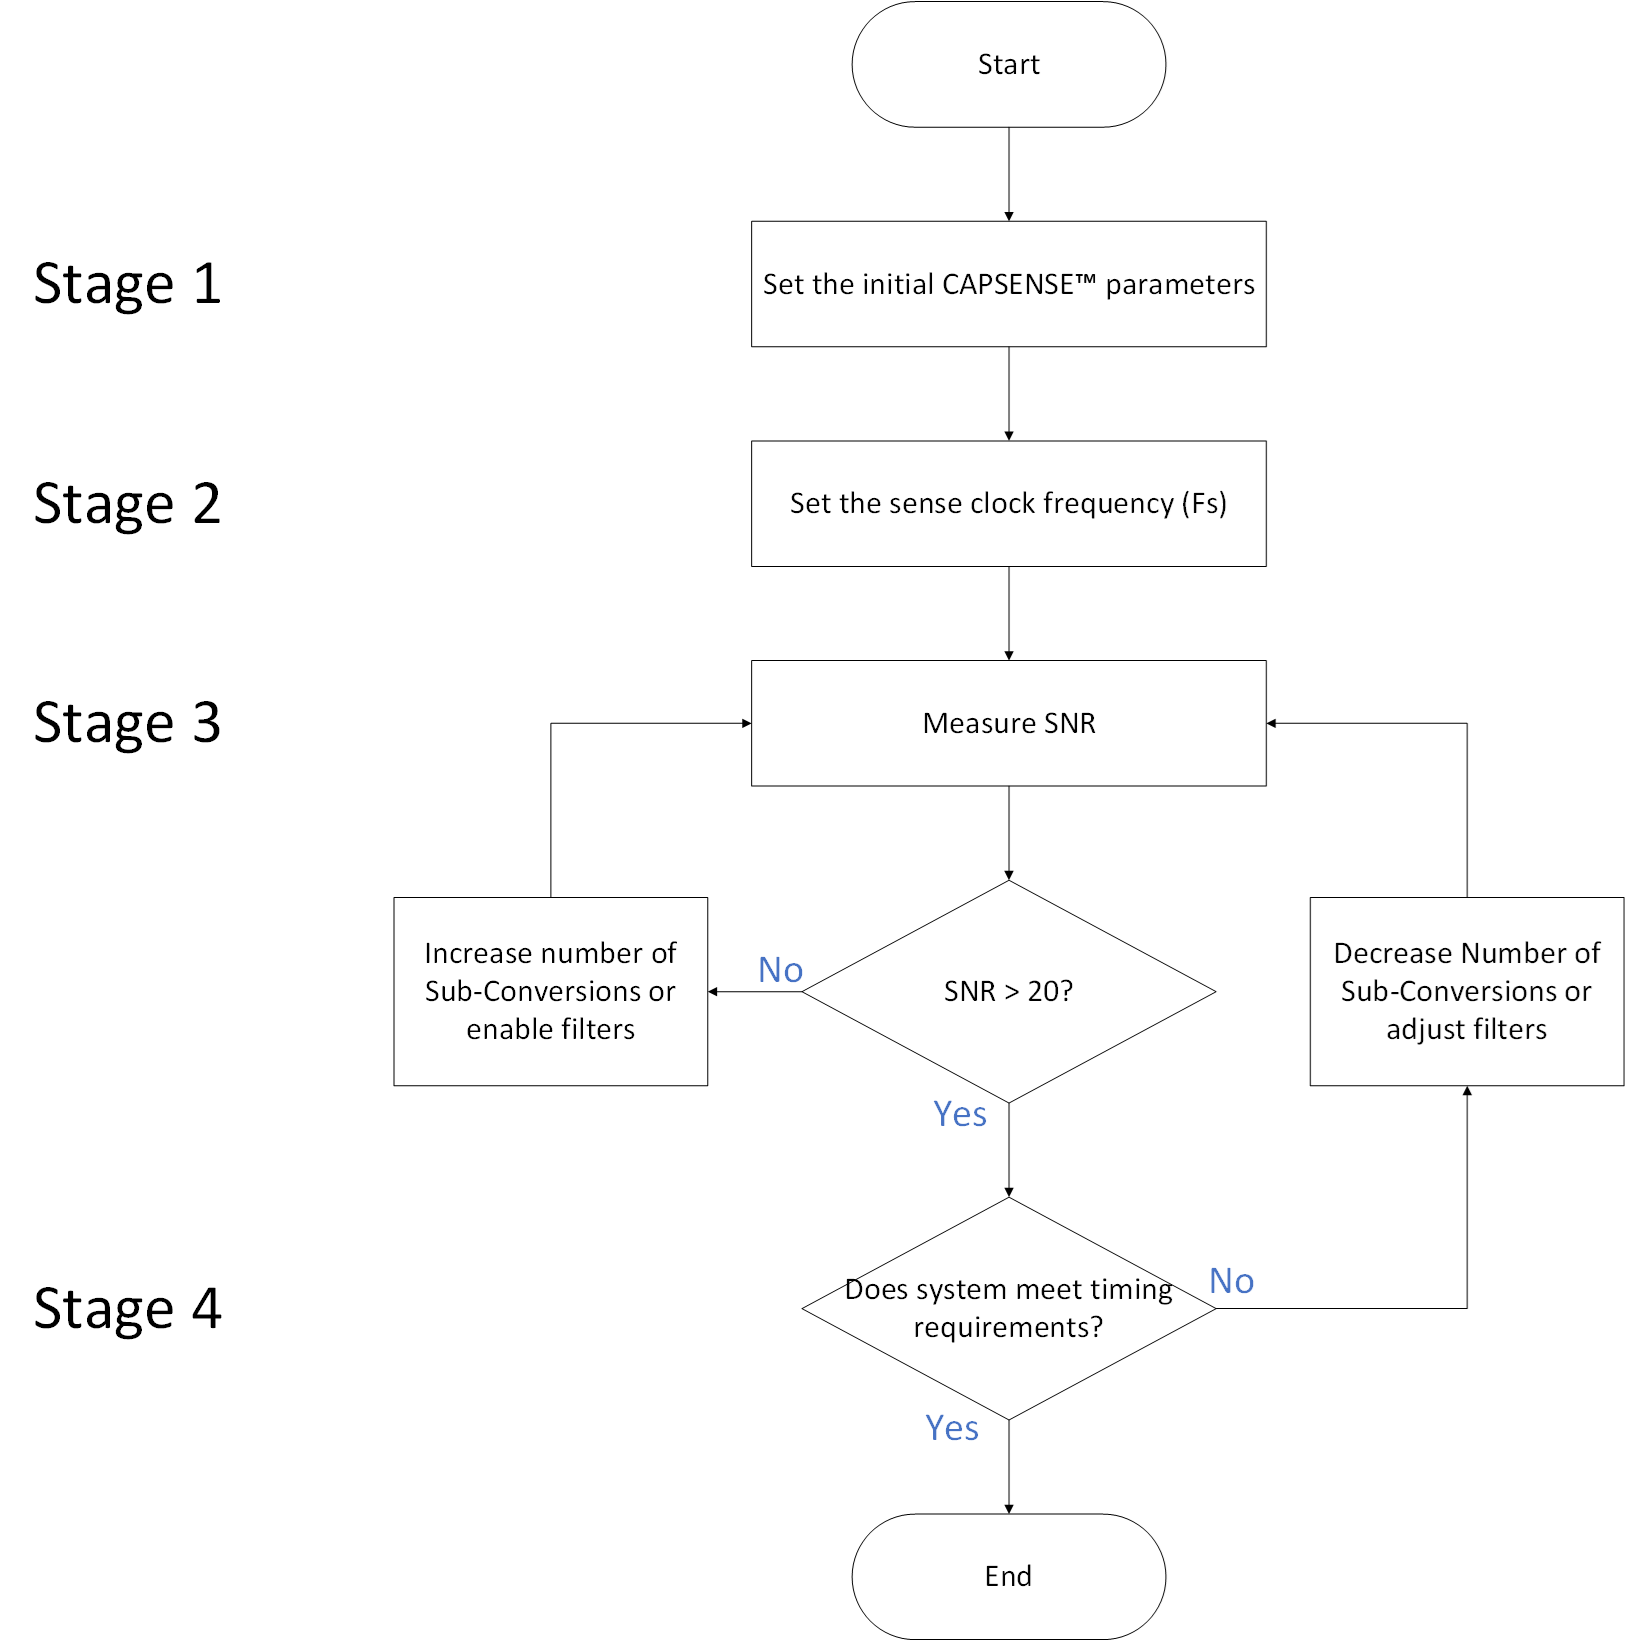 Start
Stage 1
Set the initial CAPSENSE™ parameters
Stage 2
Set the sense clock frequency (Fs)
Stage 3
Measure SNR
Increase number of
Sub-Conversions or
enable filters
No
SNR > 20?
Decrease Number of
Sub-Conversions or
adjust filters
Yes
Stage 4
Does system meet timing
requirements?
No
Yes
End